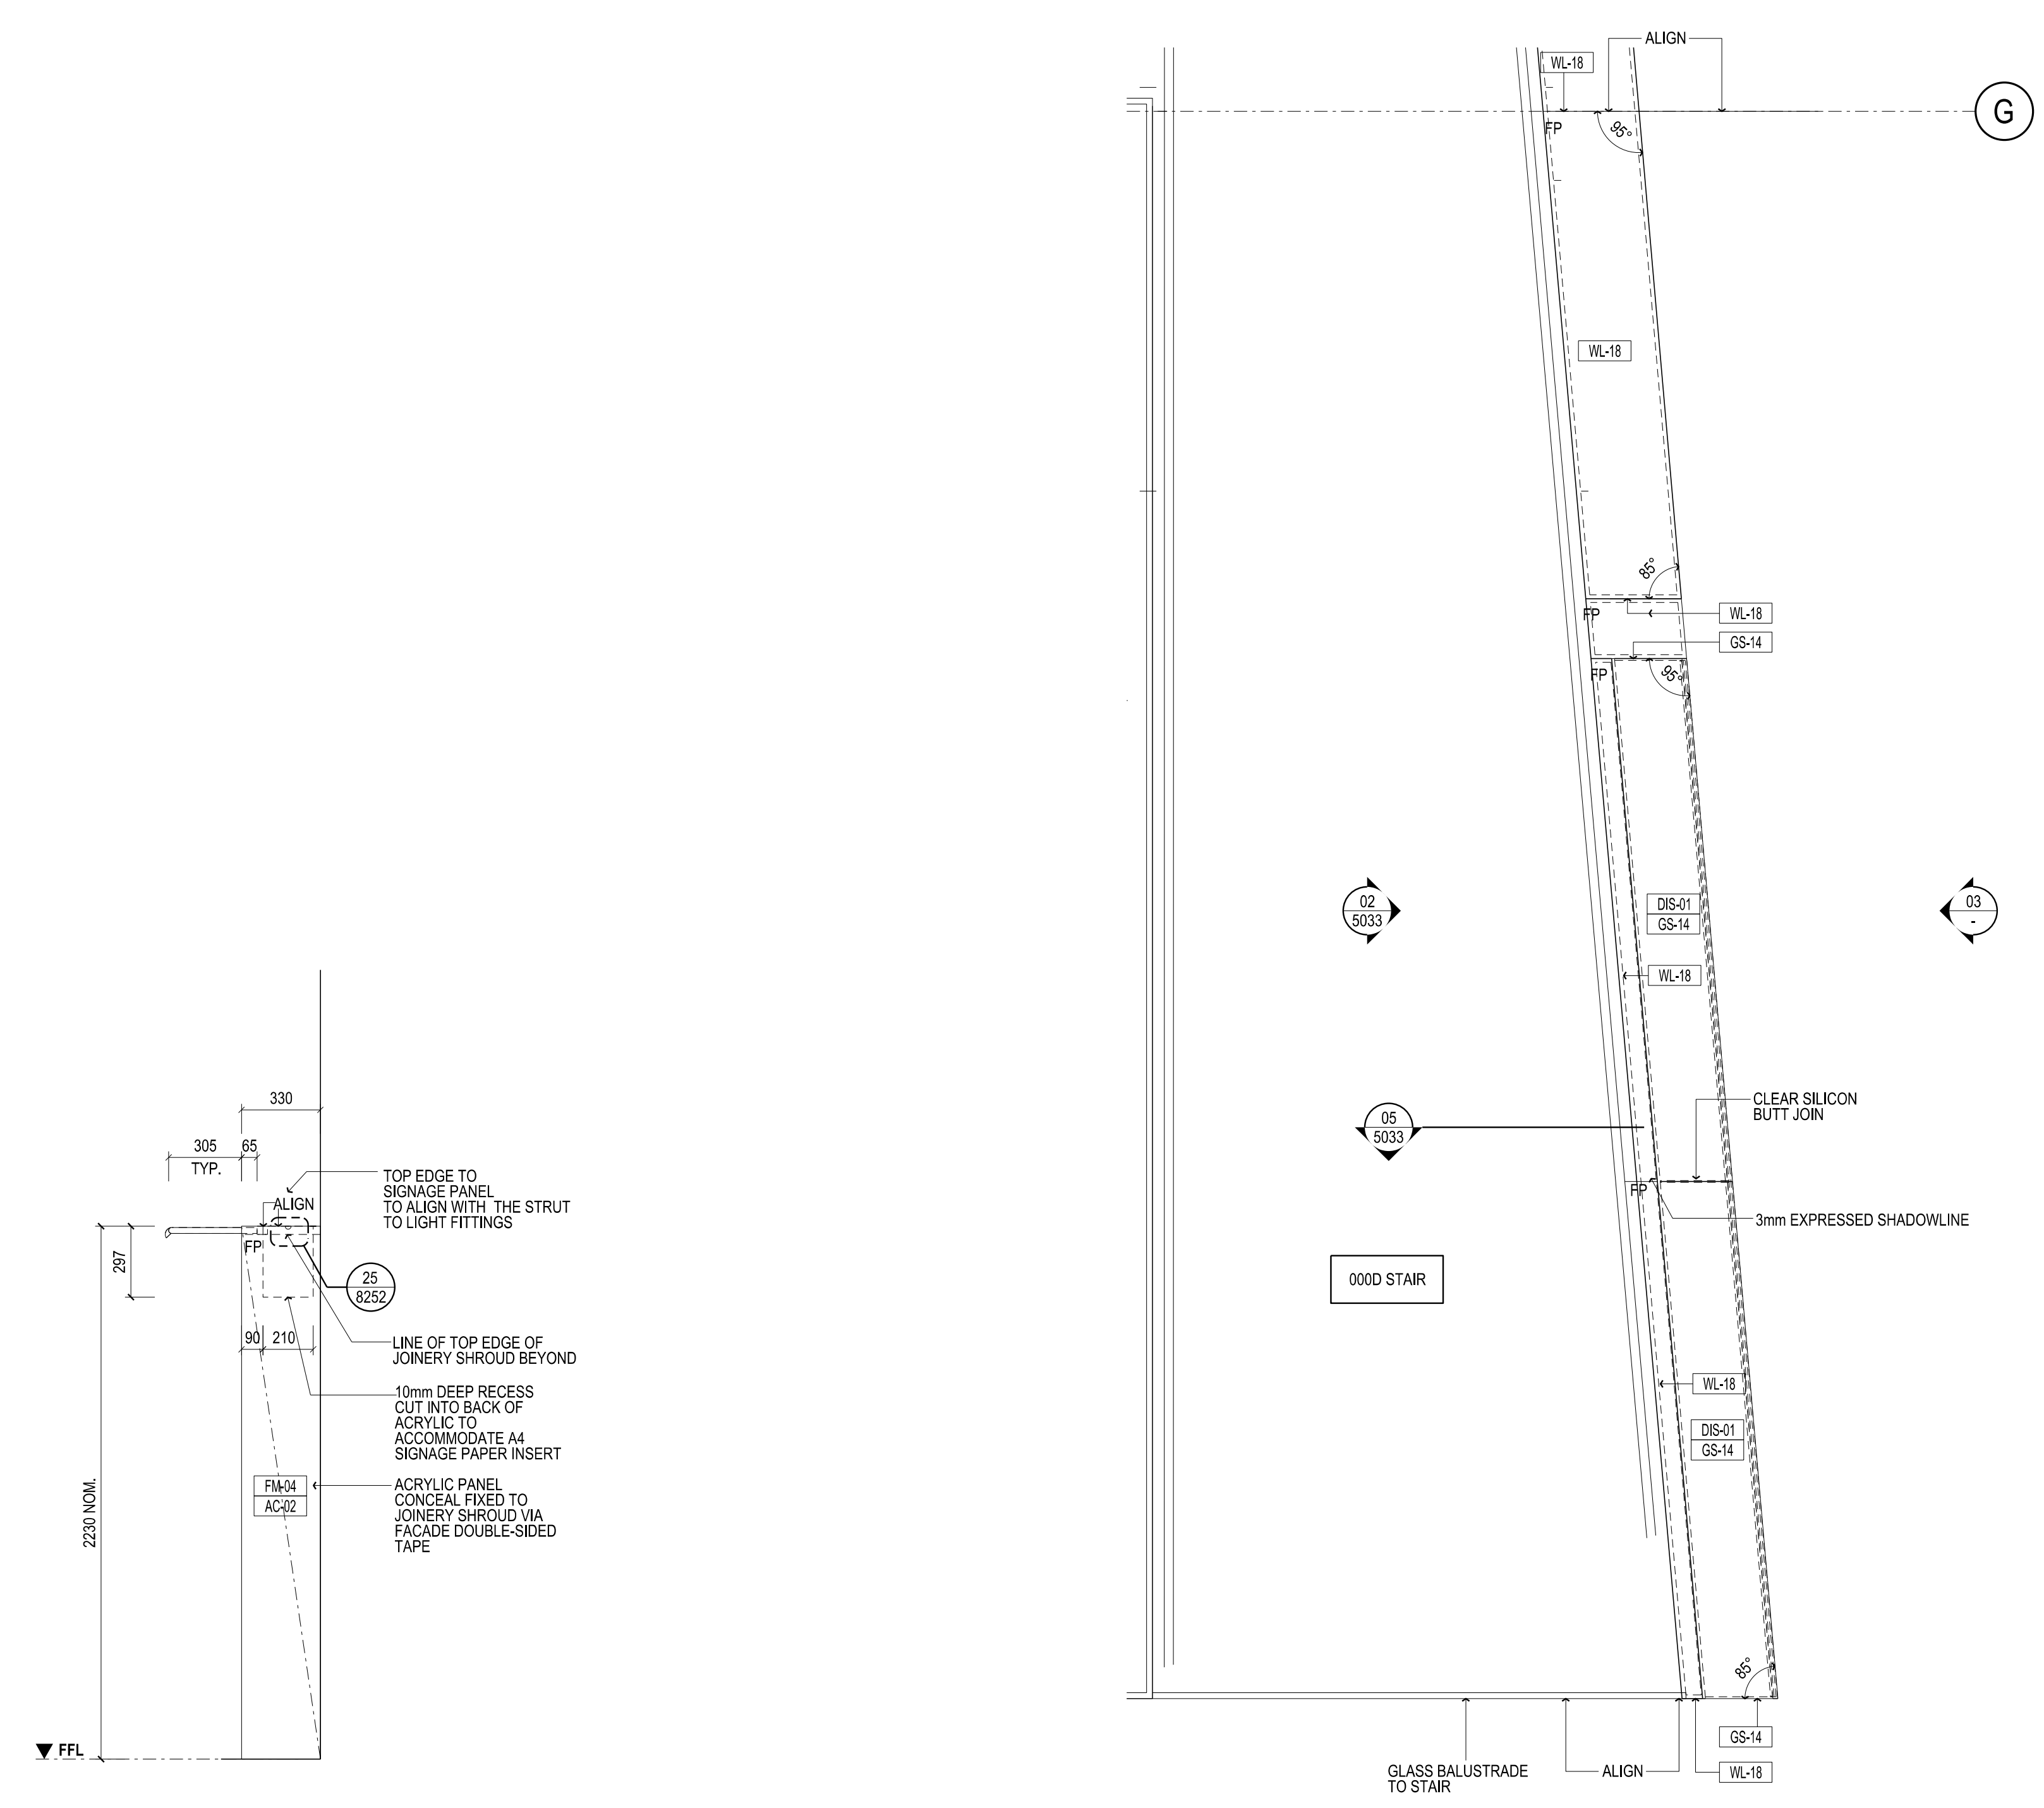 ALIGN
WL-18
G
FP
95°
WL-18
85°
FP
WL-18
GS-14
FP
95°
DIS-01
GS-14
02
5033
03
-
WL-18
CLEAR SILICON
BUTT JOIN
05
5033
FP
3mm EXPRESSED SHADOWLINE
000D STAIR
WL-18
DIS-01
GS-14
85°
GS-14
GLASS BALUSTRADE
TO STAIR
ALIGN
WL-18
330
305
65
TYP.
TOP EDGE TO
SIGNAGE PANEL
TO ALIGN WITH THE STRUT
TO LIGHT FITTINGS
ALIGN
FP
297
25
8252
90
210
LINE OF TOP EDGE OF
JOINERY SHROUD BEYOND
10mm DEEP RECESS
CUT INTO BACK OF
ACRYLIC TO
ACCOMMODATE A4
SIGNAGE PAPER INSERT
FM-04
AC-02
ACRYLIC PANEL
CONCEAL FIXED TO
JOINERY SHROUD VIA
FACADE DOUBLE-SIDED
TAPE
2230 NOM.
FFL